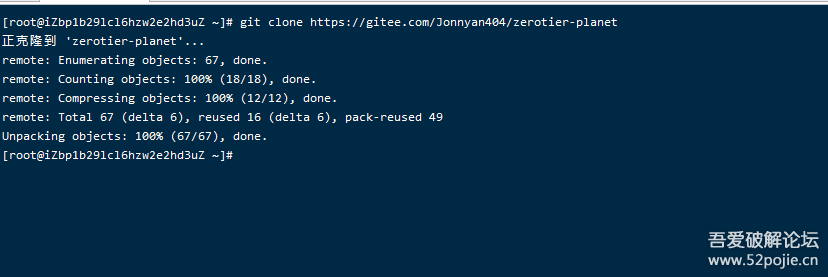 [root@iZbp1b29lcl6hzw2e2hd3uZ ~]# git clone https://gitee.com/Jonnyan404/zerotier-planet
正克隆到 'zerotier-planet'...
remote: Enumerating objects: 67, done.
remote: Counting objects: 100% (18/18), done.
remote: Compressing objects: 100% (12/12), done.
remote: Total 67 (delta 6), reused 16 (delta 6), pack-reused 49
Unpacking objects: 100% (67/67), done.
[root@iZbp1b29lcl6hzw2e2hd3uZ ~]#
吾爱破解论坛
www.52pojie.cn